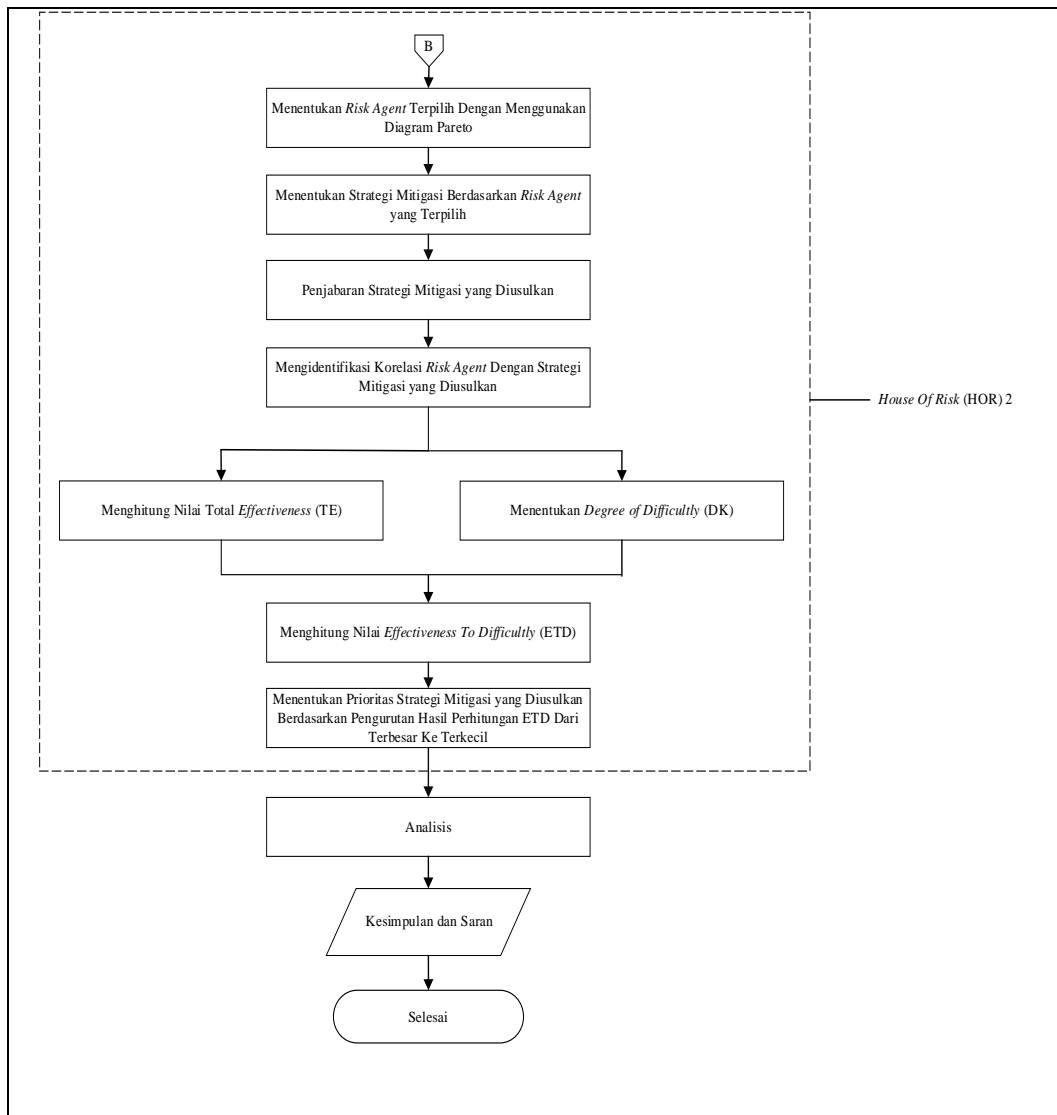 B
Menentukan Risk Agent Terpilih Dengan Menggunakan
Diagram Pareto
Menentukan Strategi Mitigasi Berdasarkan Risk Agent
yang Terpilih
Penjabaran Strategi Mitigasi yang Diusulkan
Mengidentifikasi Korelasi Risk Agent Dengan Strategi
Mitigasi yang Diusulkan
House Of Risk (HOR) 2
Menghitung Nilai Total Effectiveness (TE)
Menentukan Degree of Difficultly (DK)
Menghitung Nilai Effectiveness To Difficultly (ETD)
Menentukan Prioritas Strategi Mitigasi yang Diusulkan
Berdasarkan Pengurutan Hasil Perhitungan ETD Dari
Terbesar Ke Terkecil
Analisis
Kesimpulan dan Saran
Selesai